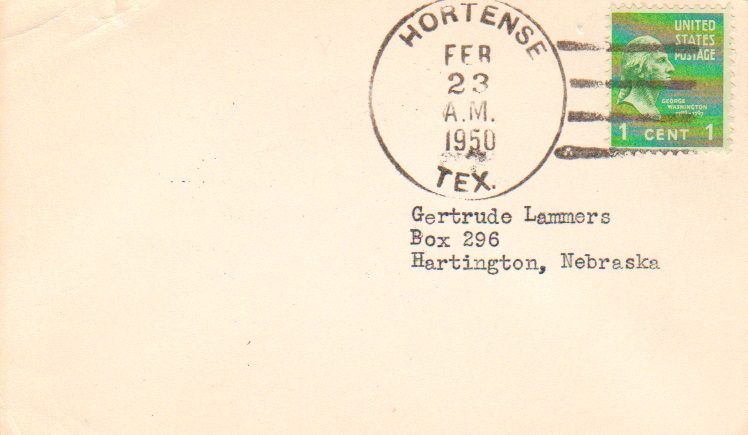 HORTENSE
FEB
23
A.M.
1950
TEX.
UNITED
STATES
POSTAGE
GEORGE
WASHINGTON
1 CENT 1
Gertrude Lammers
Box 296
Hartington, Nebraska